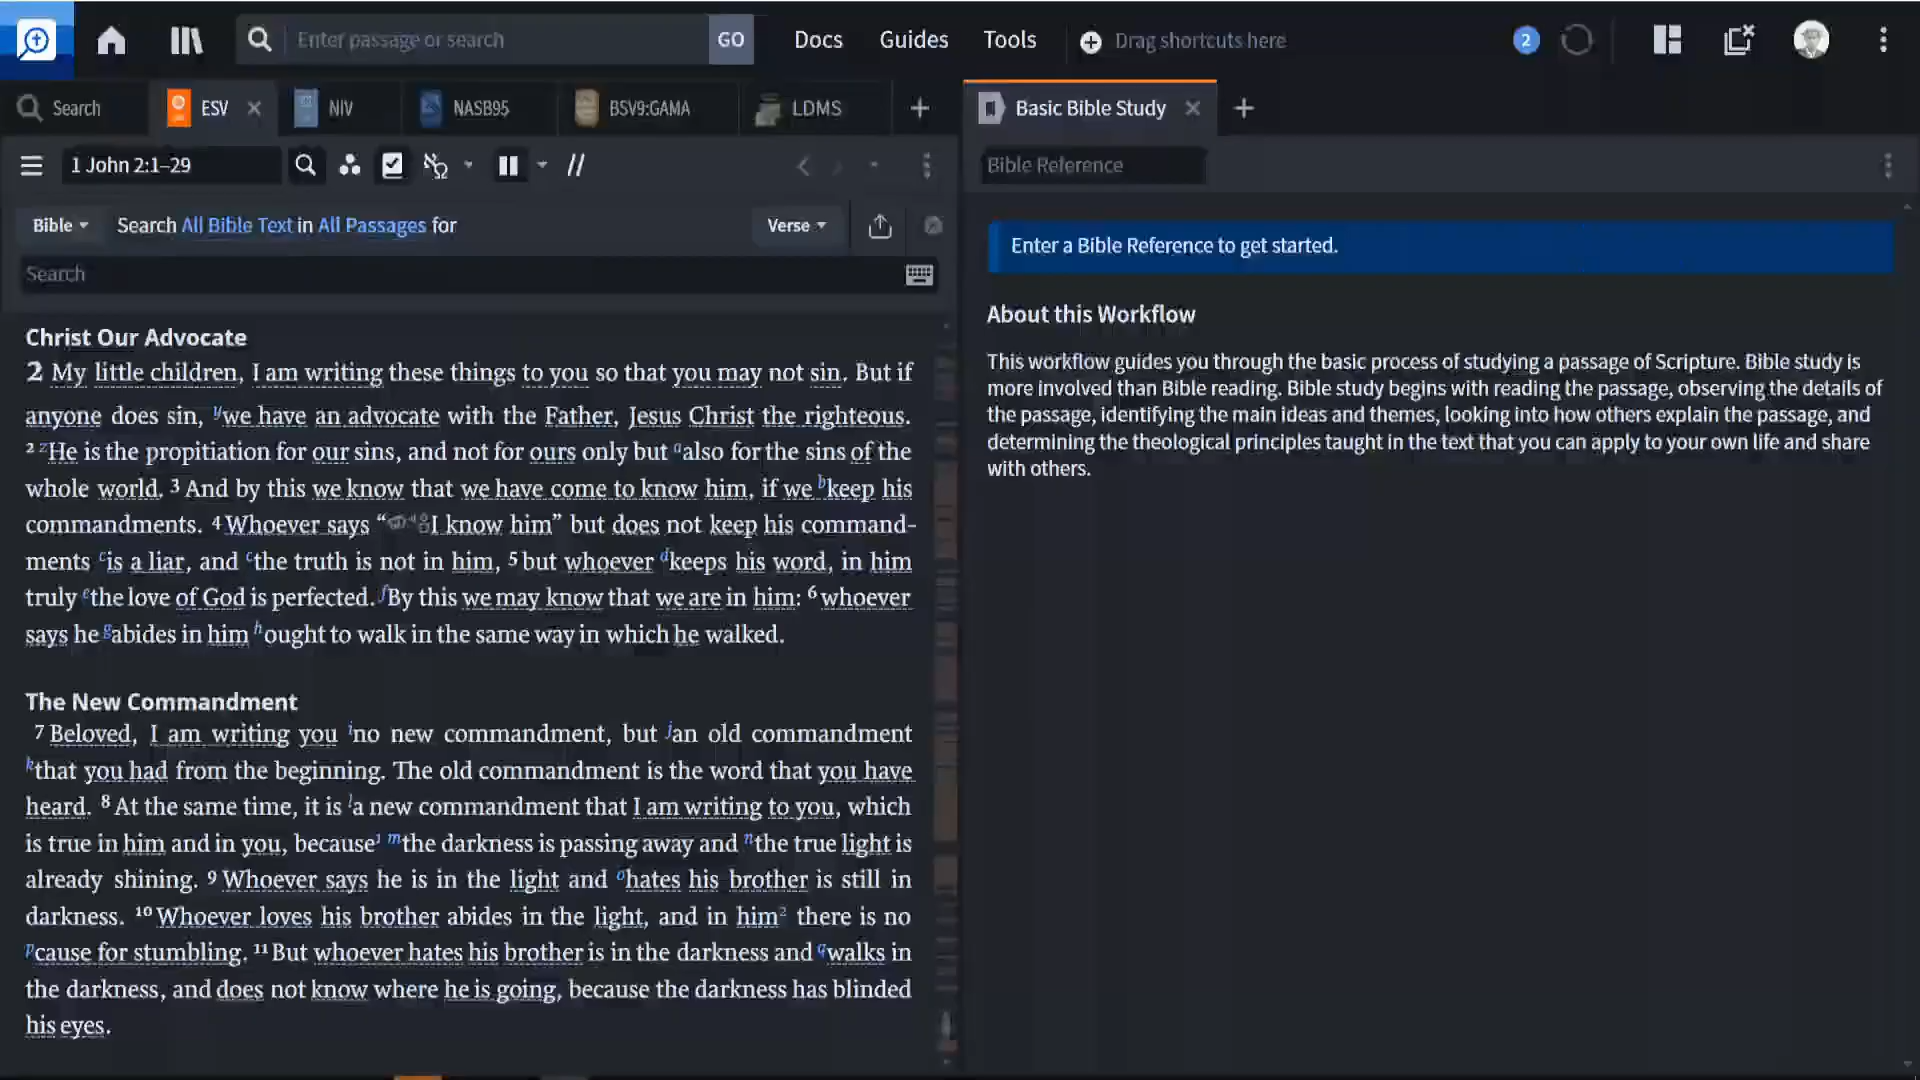 Enter passage or search
GO
Docs
Guides
Tools
Drag shortcuts here
2
Search
ESV
NIV
NASB95
BSV9:GAMA
LDMS
Basic Bible Study
1 John 2:1–29
Bible Reference
Bible
Search All Bible Text in All Passages for
Verse
Search
Christ Our Advocate
2 My little children, I am writing these things to you so that you may not sin. But if
anyone does sin, y we have an advocate with the Father, Jesus Christ the righteous.
2 z He is the propitiation for our sins, and not for ours only but a also for the sins of the
whole world. 3 And by this we know that we have come to know him, if we b keep his
commandments. 4 Whoever says “I know him” but does not keep his command-
ments c is a liar, and c the truth is not in him, 5 but whoever d keeps his word, in him
truly e the love of God is perfected. f By this we may know that we are in him: 6 whoever
says he g abides in him h ought to walk in the same way in which he walked.
The New Commandment
7 Beloved, I am writing you i no new commandment, but j an old commandment
k that you had from the beginning. The old commandment is the word that you have
heard. 8 At the same time, it is l a new commandment that I am writing to you, which
is true in him and in you, because 1 m the darkness is passing away and n the true light is
already shining. 9 Whoever says he is in the light and o hates his brother is still in
darkness. 10 Whoever loves his brother abides in the light, and in him 2 there is no
p cause for stumbling. 11 But whoever hates his brother is in the darkness and q walks in
the darkness, and does not know where he is going, because the darkness has blinded
his eyes.
Enter a Bible Reference to get started.
About this Workflow
This workflow guides you through the basic process of studying a passage of Scripture. Bible study is
more involved than Bible reading. Bible study begins with reading the passage, observing the details of
the passage, identifying the main ideas and themes, looking into how others explain the passage, and
determining the theological principles taught in the text that you can apply to your own life and share
with others.